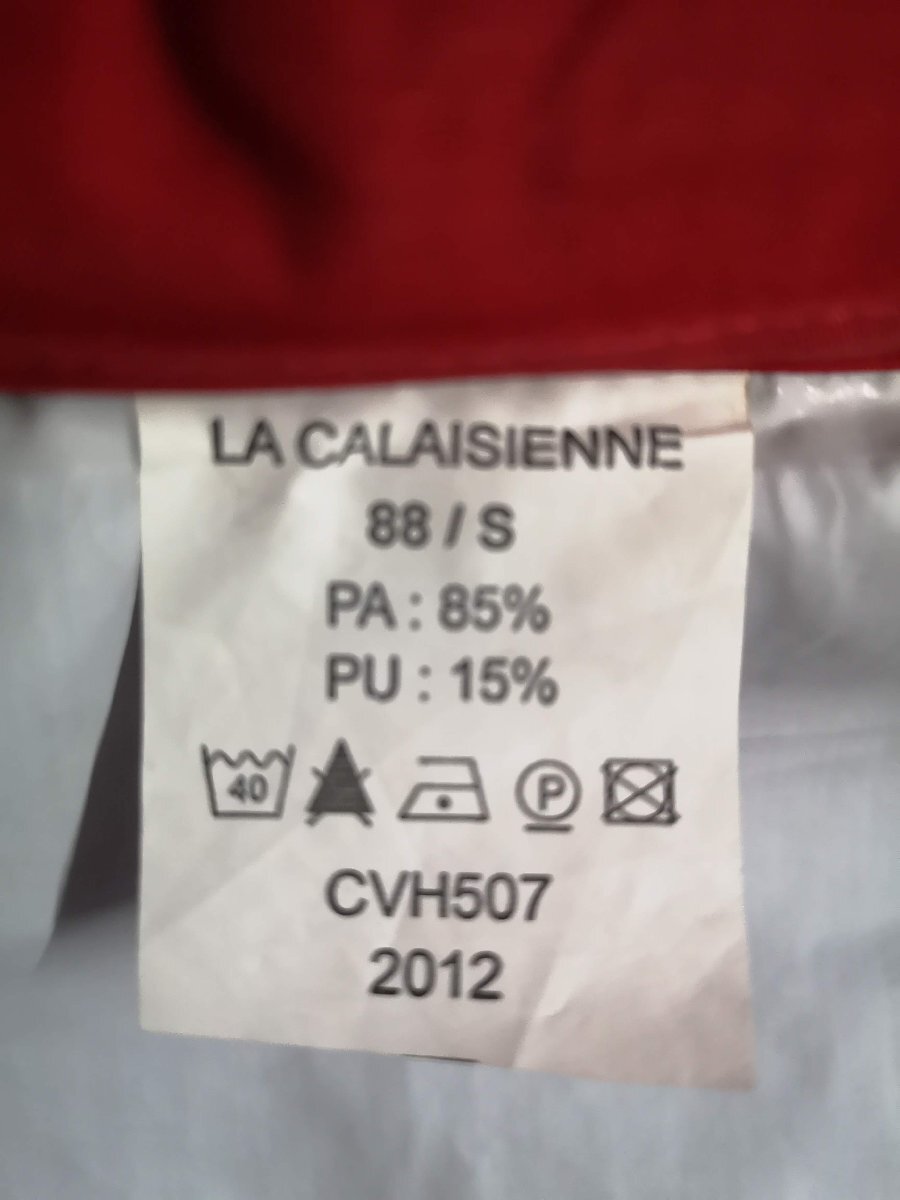 LA CALAISIENNE
88 / S
PA : 85%
PU : 15%
40 P
CVH507
2012